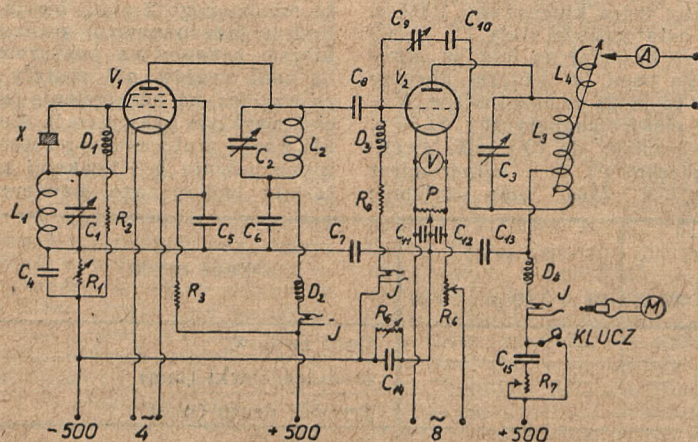 C9 C10
V1 C8 V2 A
L4
X D1 D3 L3
C2 L2 V C3
L1 R2 P
C1 R6 C5 C6 C7 C11 C12 C13
C4 R1 R3 D2 J D4
R5 R6 J M
J KLUCZ
C14 C15 R7
-500 ~ 4 +500 ~ 8 +500